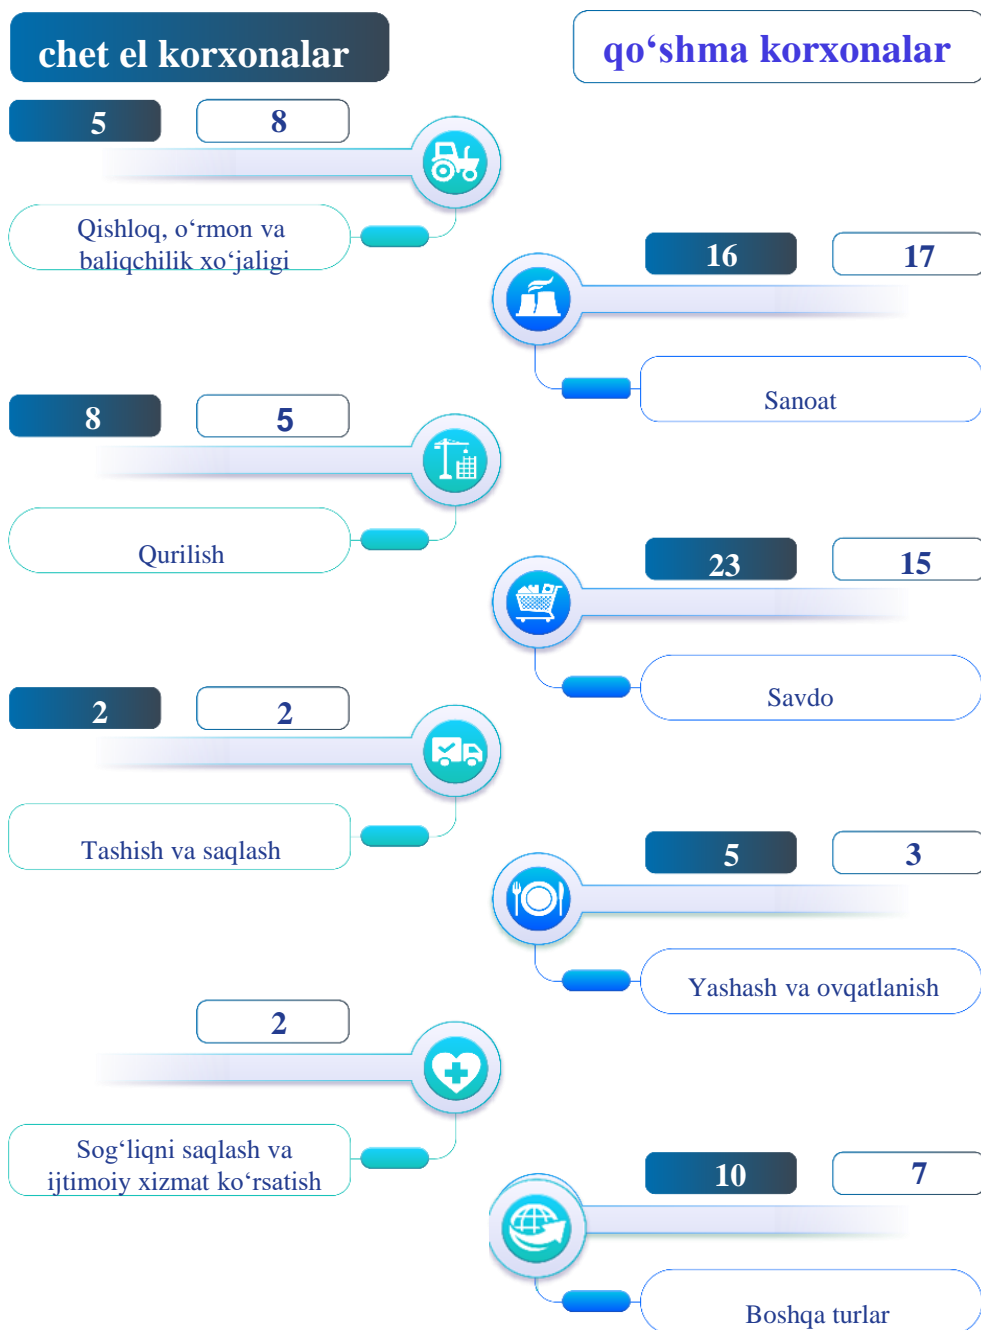 chet el korxonalar
qo‘shma korxonalar
5
8
Qishloq, o‘rmon va
baliqchilik xo‘jaligi
16
17
Sanoat
8
5
Qurilish
23
15
Savdo
2
2
Tashish va saqlash
5
3
Yashash va ovqatlanish
2
Sog‘liqni saqlash va
ijtimoiy xizmat ko‘rsatish
10
7
Boshqa turlar